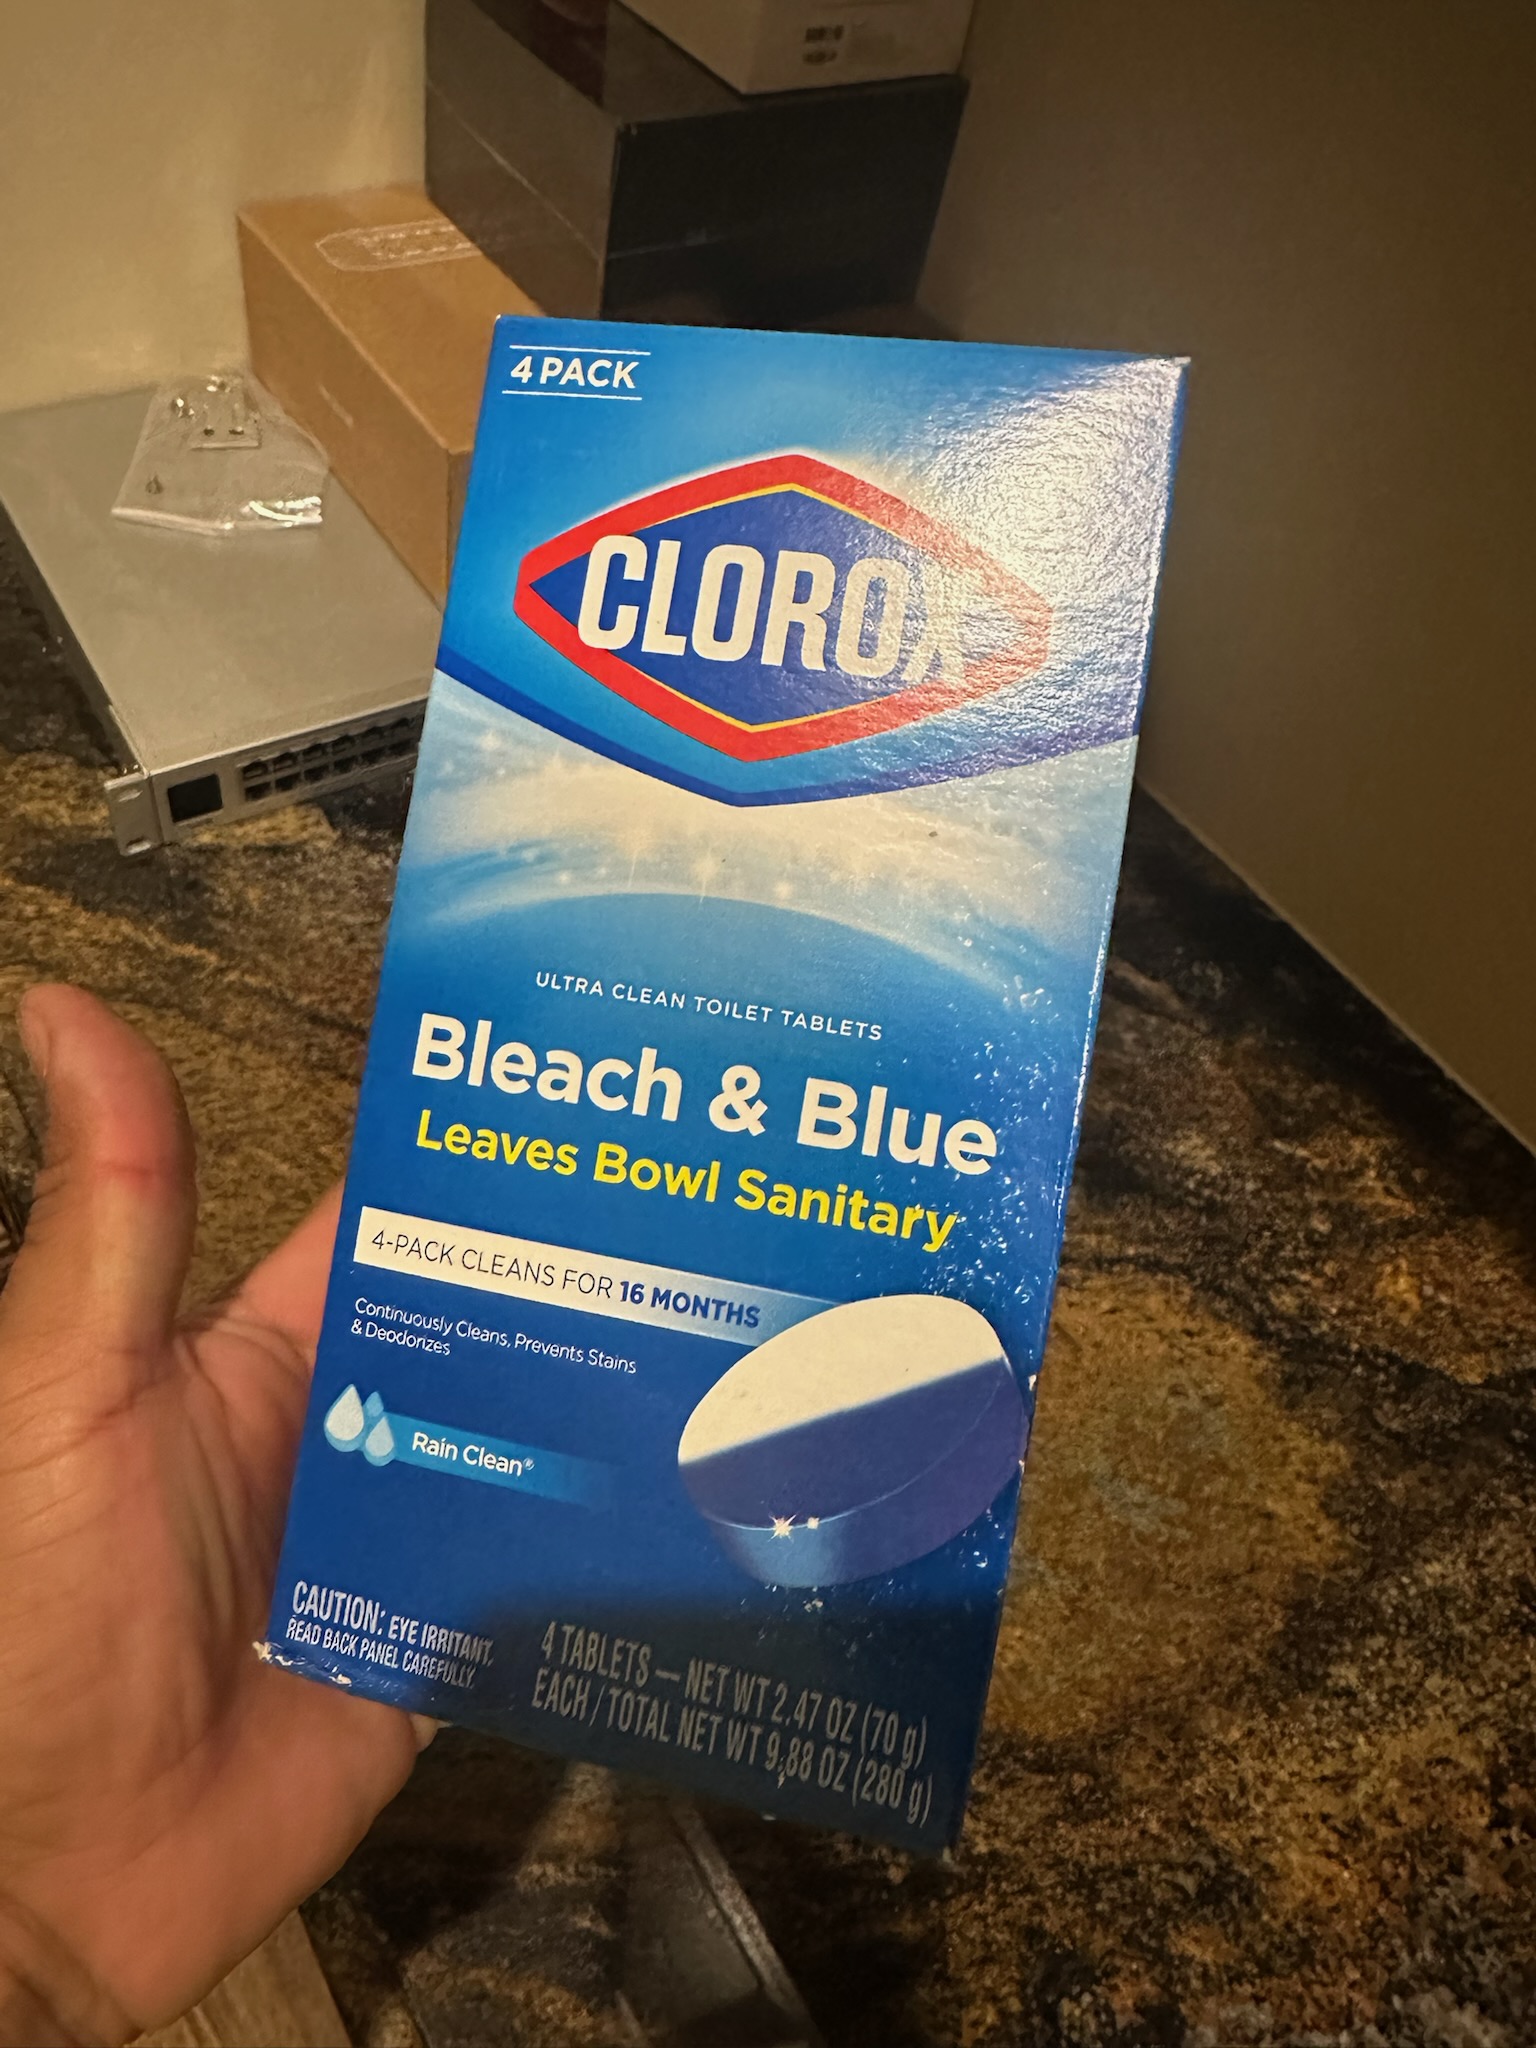 4 PACK
CLOROX
ULTRA CLEAN TOILET TABLETS
Bleach & Blue
Leaves Bowl Sanitary
4-PACK CLEANS FOR 16 MONTHS
Continuously Cleans, Prevents Stains
& Deodorizes
Rain Clean®
CAUTION: EYE IRRITANT.
READ BACK PANEL CAREFULLY.
4 TABLETS — NET WT 2.47 OZ (70 g)
EACH / TOTAL NET WT 9.88 OZ (280 g)